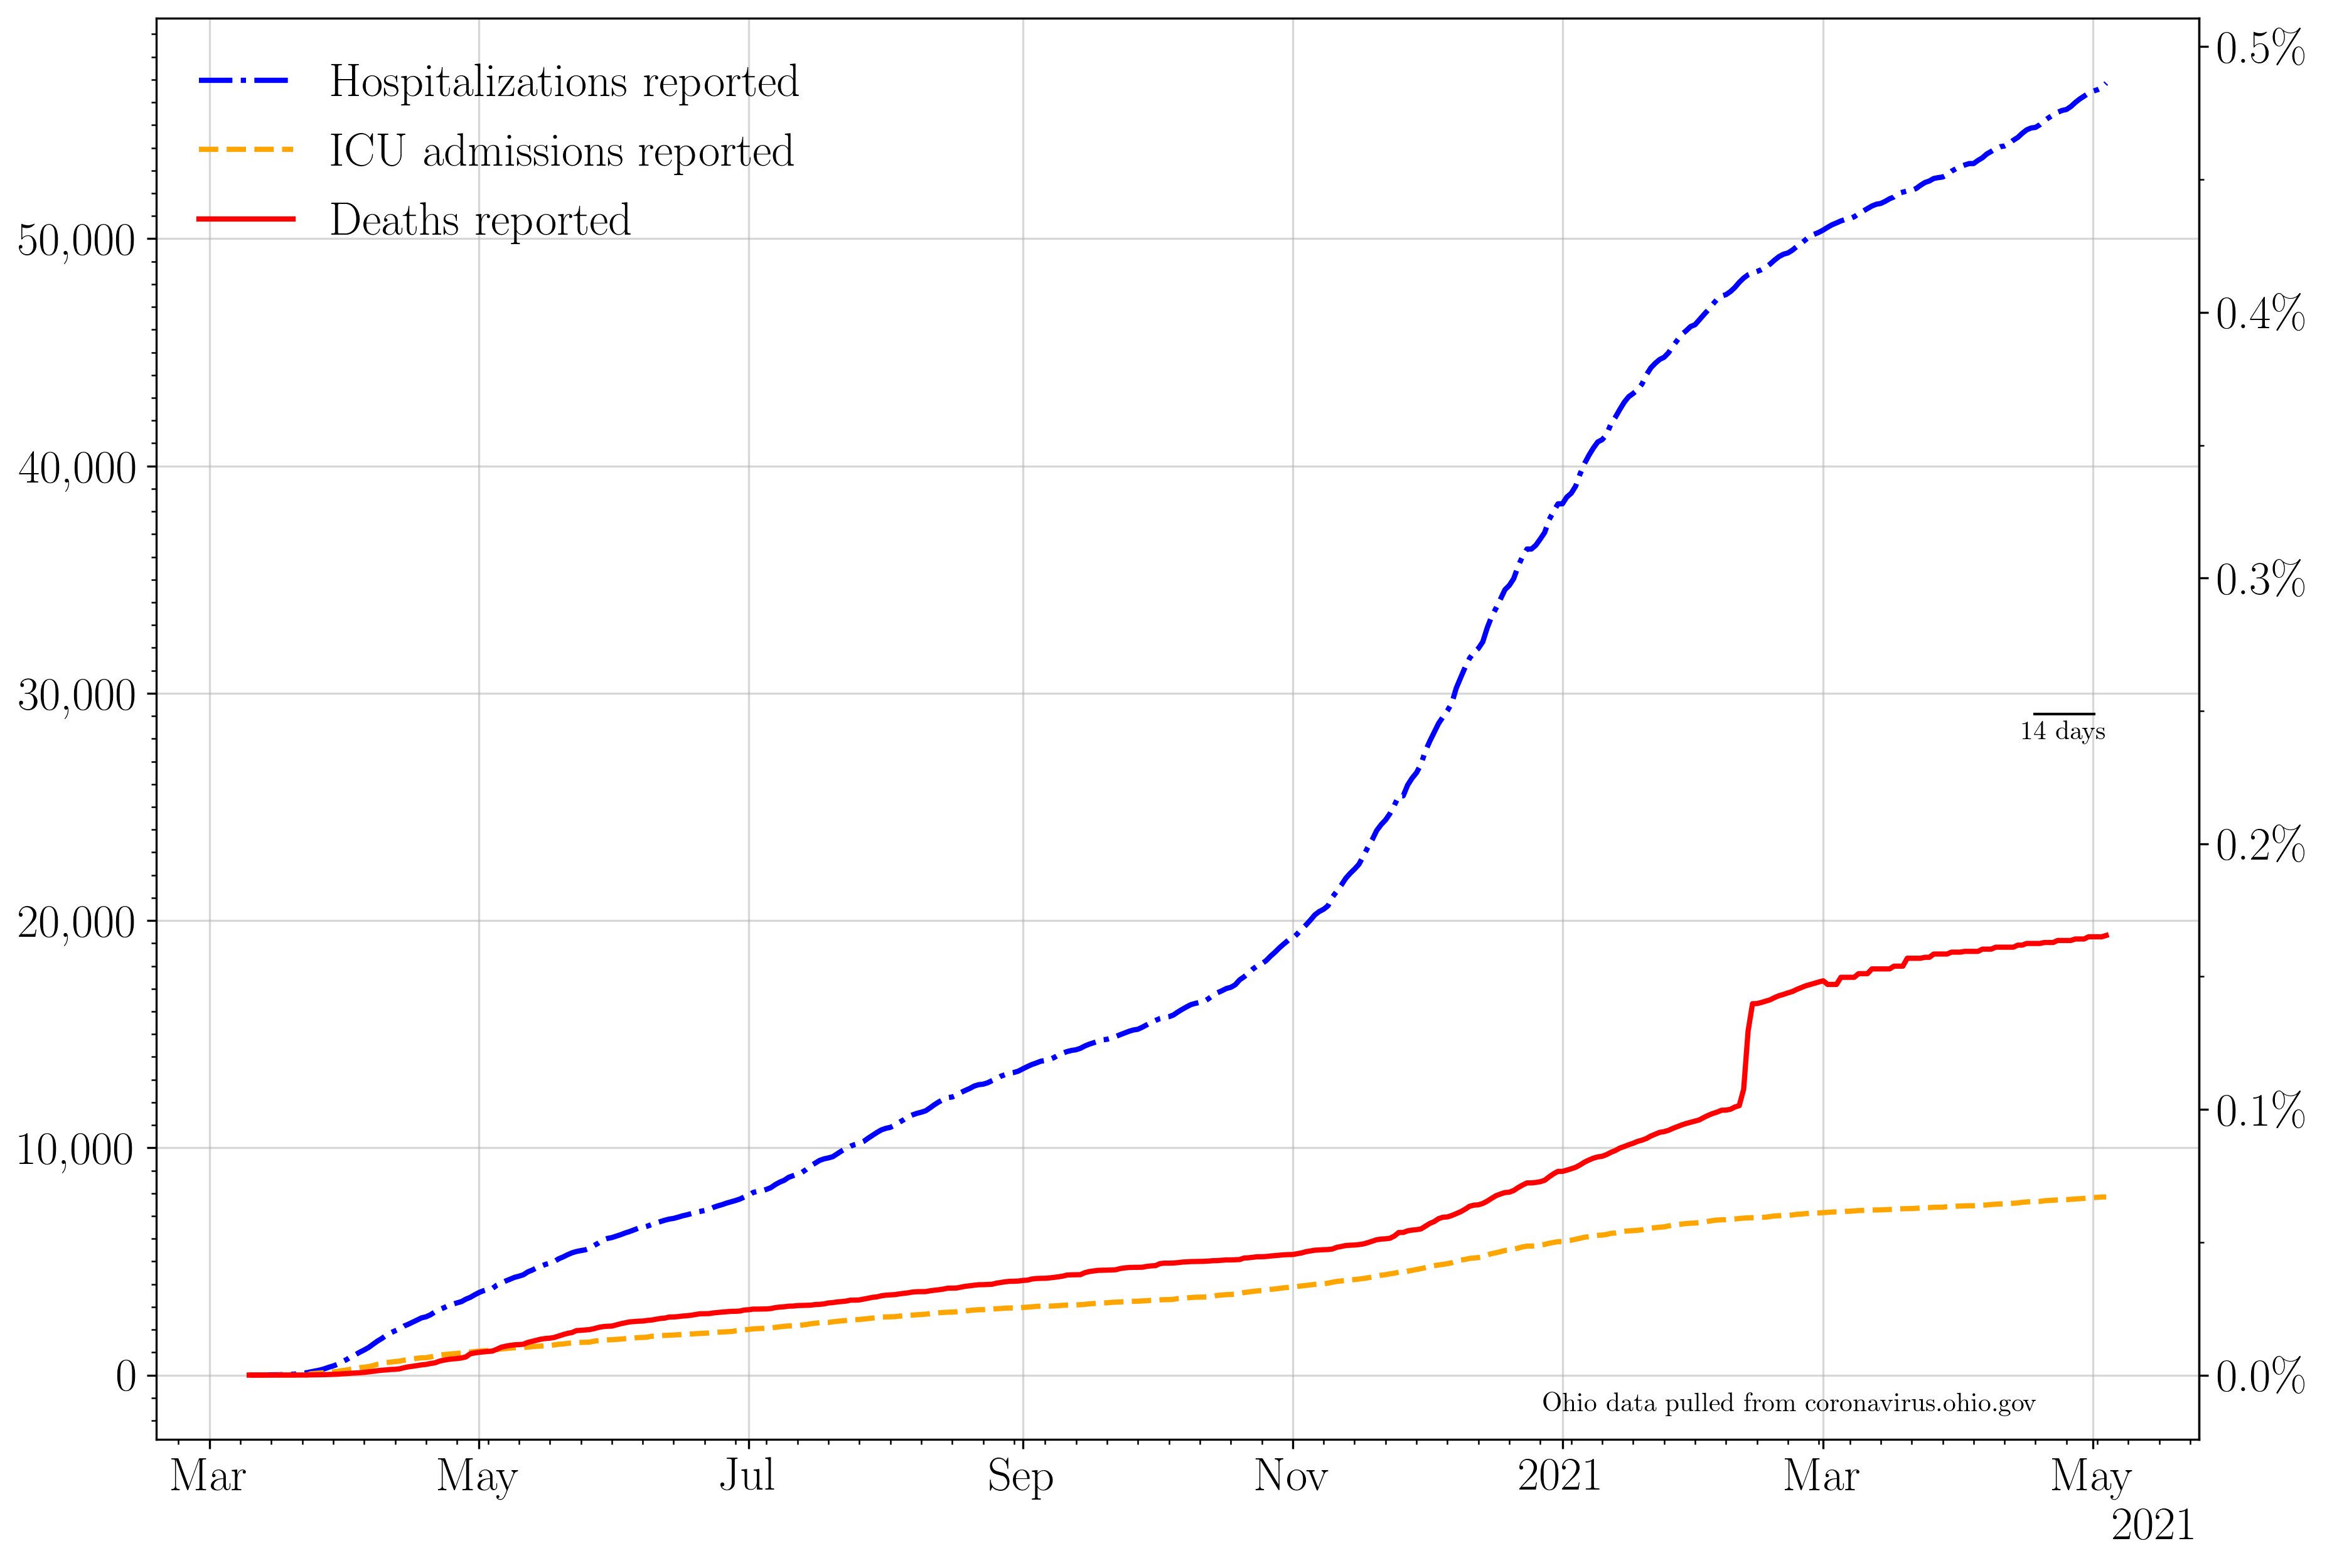 Hospitalizations reported
ICU admissions reported
Deaths reported
50,000
40,000
30,000
20,000
10,000
0
0.5%
0.4%
0.3%
0.2%
0.1%
0.0%
14 days
Ohio data pulled from coronavirus.ohio.gov
Mar May Jul Sep Nov 2021 Mar May
2021